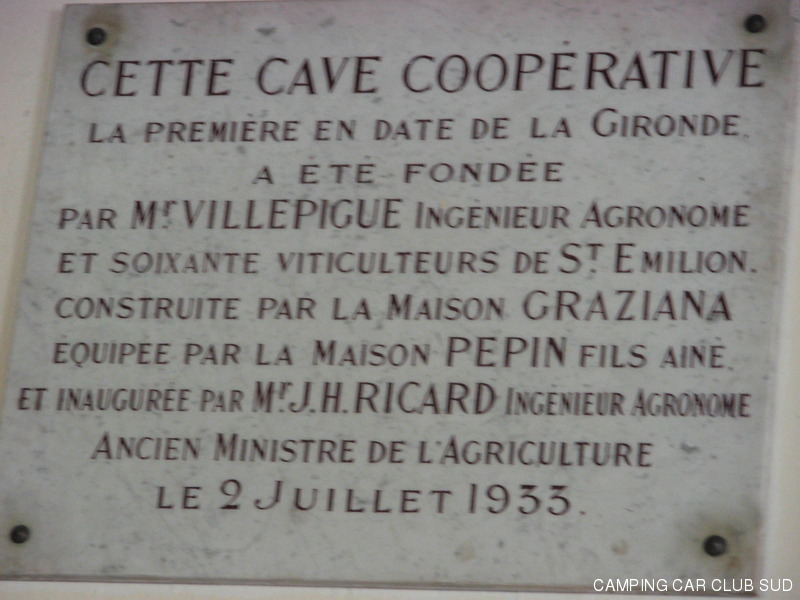 CETTE CAVE COOPÉRATIVE
LA PREMIÈRE EN DATE DE LA GIRONDE.
A ÉTÉ FONDÉE
PAR Mr VILLEPIGUE INGÉNIEUR AGRONOME
ET SOIXANTE VITICULTEURS DE ST EMILION.
CONSTRUITE PAR LA MAISON GRAZIANA
ÉQUIPÉE PAR LA MAISON PEPIN FILS AINÉ.
ET INAUGURÉE PAR Mr J.H. RICARD INGÉNIEUR AGRONOME
ANCIEN MINISTRE DE L'AGRICULTURE
LE 2 JUILLET 1933.
CAMPING CAR CLUB SUD